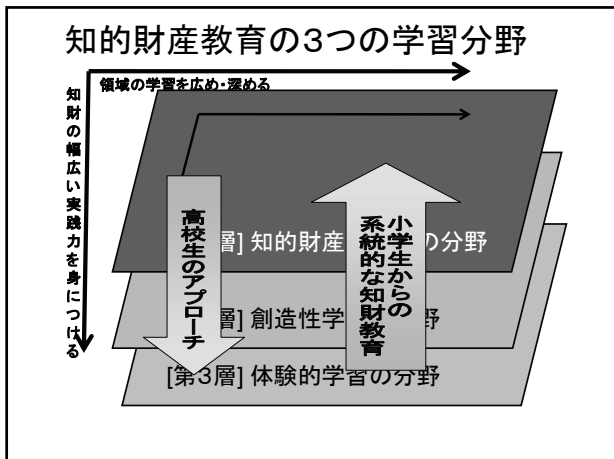 知的財産教育の3つの学習分野
領域の学習を広め・深める
知財の幅広い実践力を身につける
高校生のアプローチ
小学生からの
系統的な知財教育
層] 知的財産 の分野
層] 創造性学 野
[第3層] 体験的学習の分野